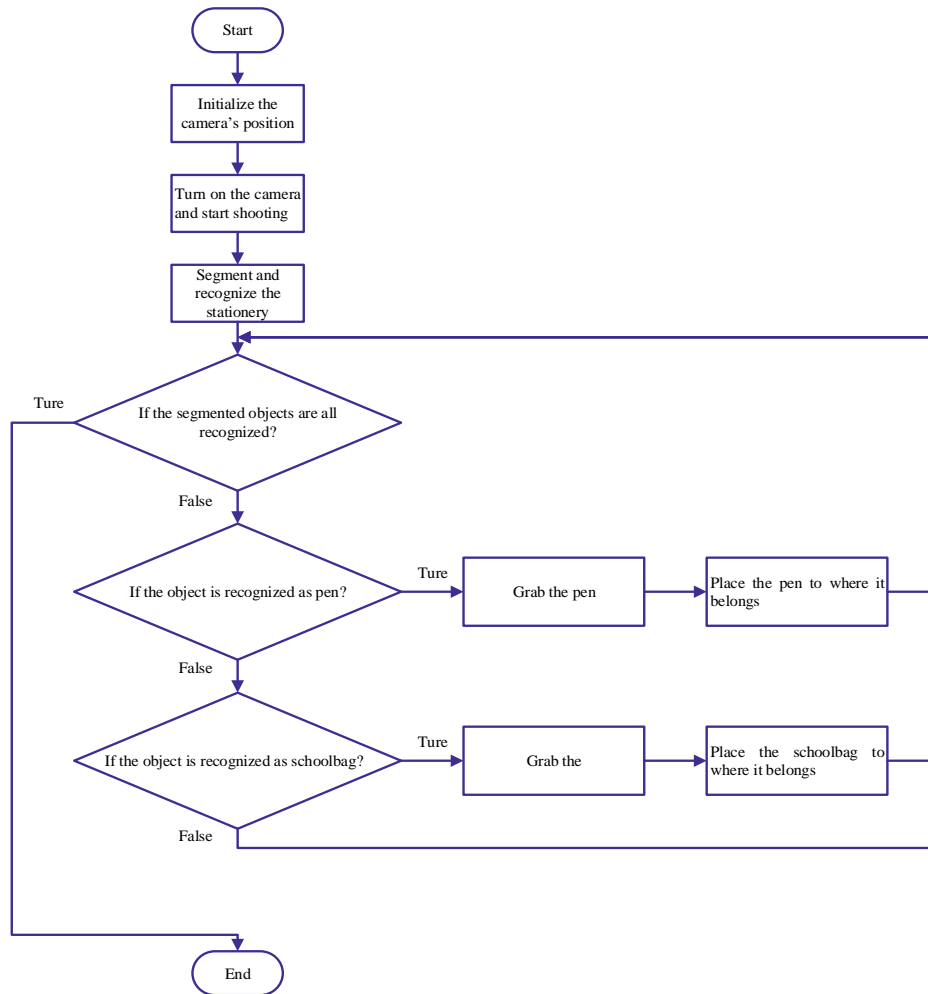 Start
Initialize the
camera's position
Turn on the camera
and start shooting
Segment and
recognize the
stationery
Ture
If the segmented objects are all
recognized?
False
If the object is recognized as pen?
Ture
Grab the pen
Place the pen to where it
belongs
False
If the object is recognized as schoolbag?
Ture
Grab the
Place the schoolbag to
where it belongs
False
End